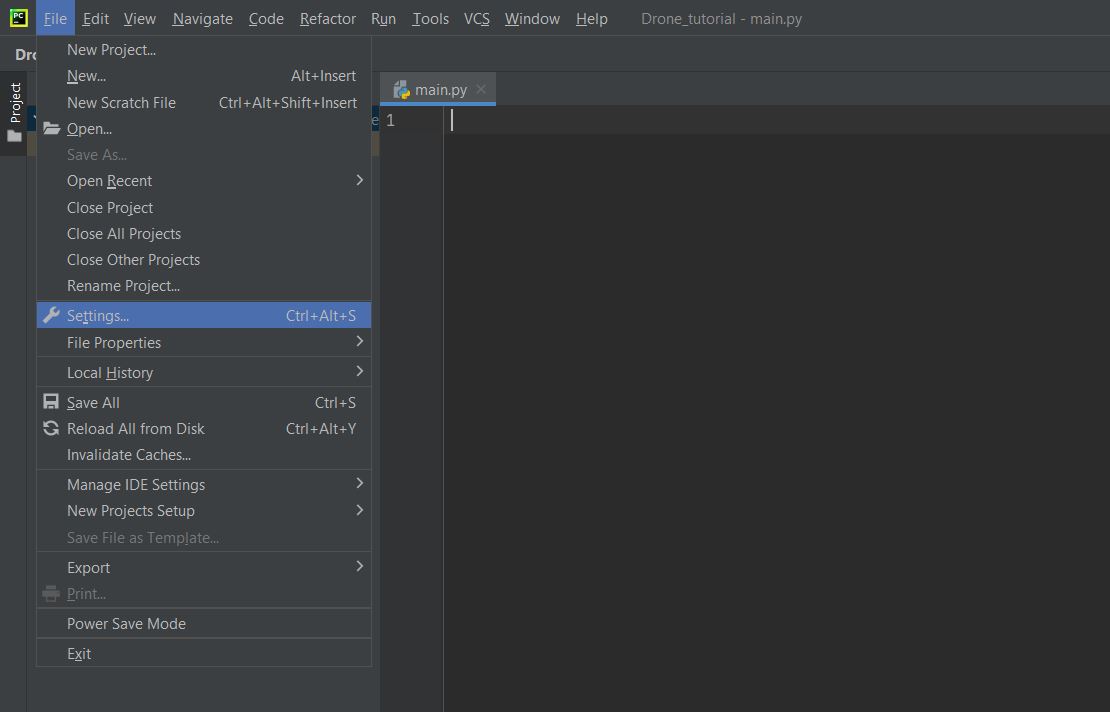 PC File Edit View Navigate Code Refactor Run Tools VCS Window Help Drone_tutorial - main.py
New Project...
New... Alt+Insert
New Scratch File Ctrl+Alt+Shift+Insert
Open...
Save As...
Open Recent
Close Project
Close All Projects
Close Other Projects
Rename Project...
Settings... Ctrl+Alt+S
File Properties
Local History
Save All Ctrl+S
Reload All from Disk Ctrl+Alt+Y
Invalidate Caches...
Manage IDE Settings
New Projects Setup
Save File as Template...
Export
Print...
Power Save Mode
Exit
Project
main.py
1